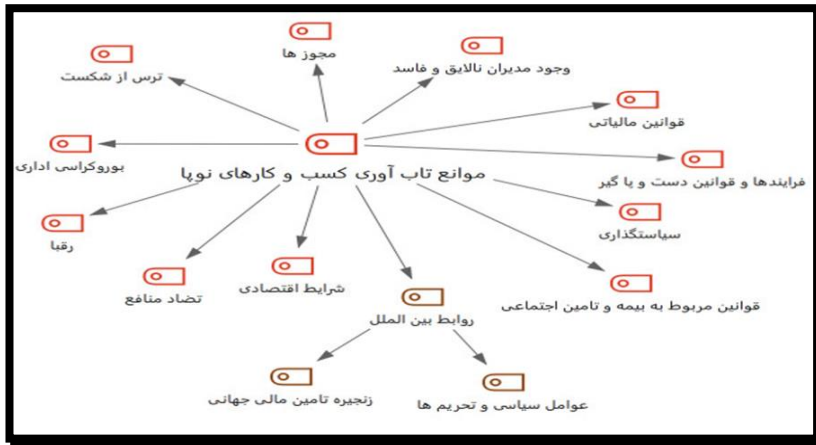 مجوز ها
وجود مدیران نالایق و فاسد
ترس از شکست
قوانین مالیاتی
بوروکراسی اداری
موانع تاب آوری کسب و کارهای نوپا
فرایندها و قوانین دست و پا گیر
سیاستگذاری
رقبا
تضاد منافع
شرایط اقتصادی
قوانین مربوط به بیمه و تامین اجتماعی
روابط بین الملل
زنجیره تامین مالی جهانی
عوامل سیاسی و تحریم ها